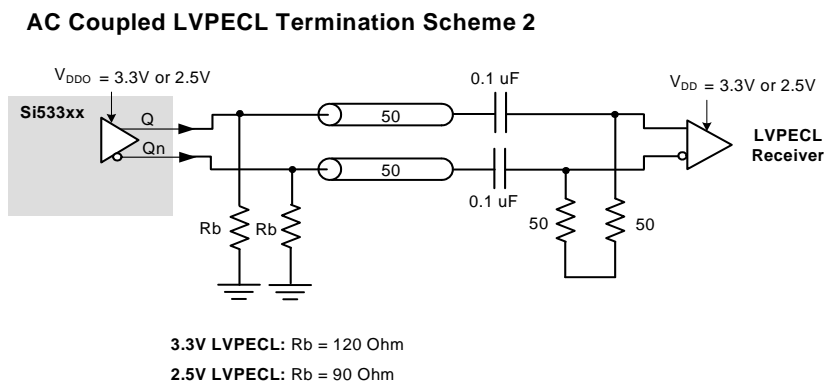 AC Coupled LVPECL Termination Scheme 2
VDDO = 3.3V or 2.5V
0.1 uF
VDD = 3.3V or 2.5V
Si533xx
Q
50
Qn
50
LVPECL
Receiver
0.1 uF
Rb
Rb
50
50
3.3V LVPECL: Rb = 120 Ohm
2.5V LVPECL: Rb = 90 Ohm